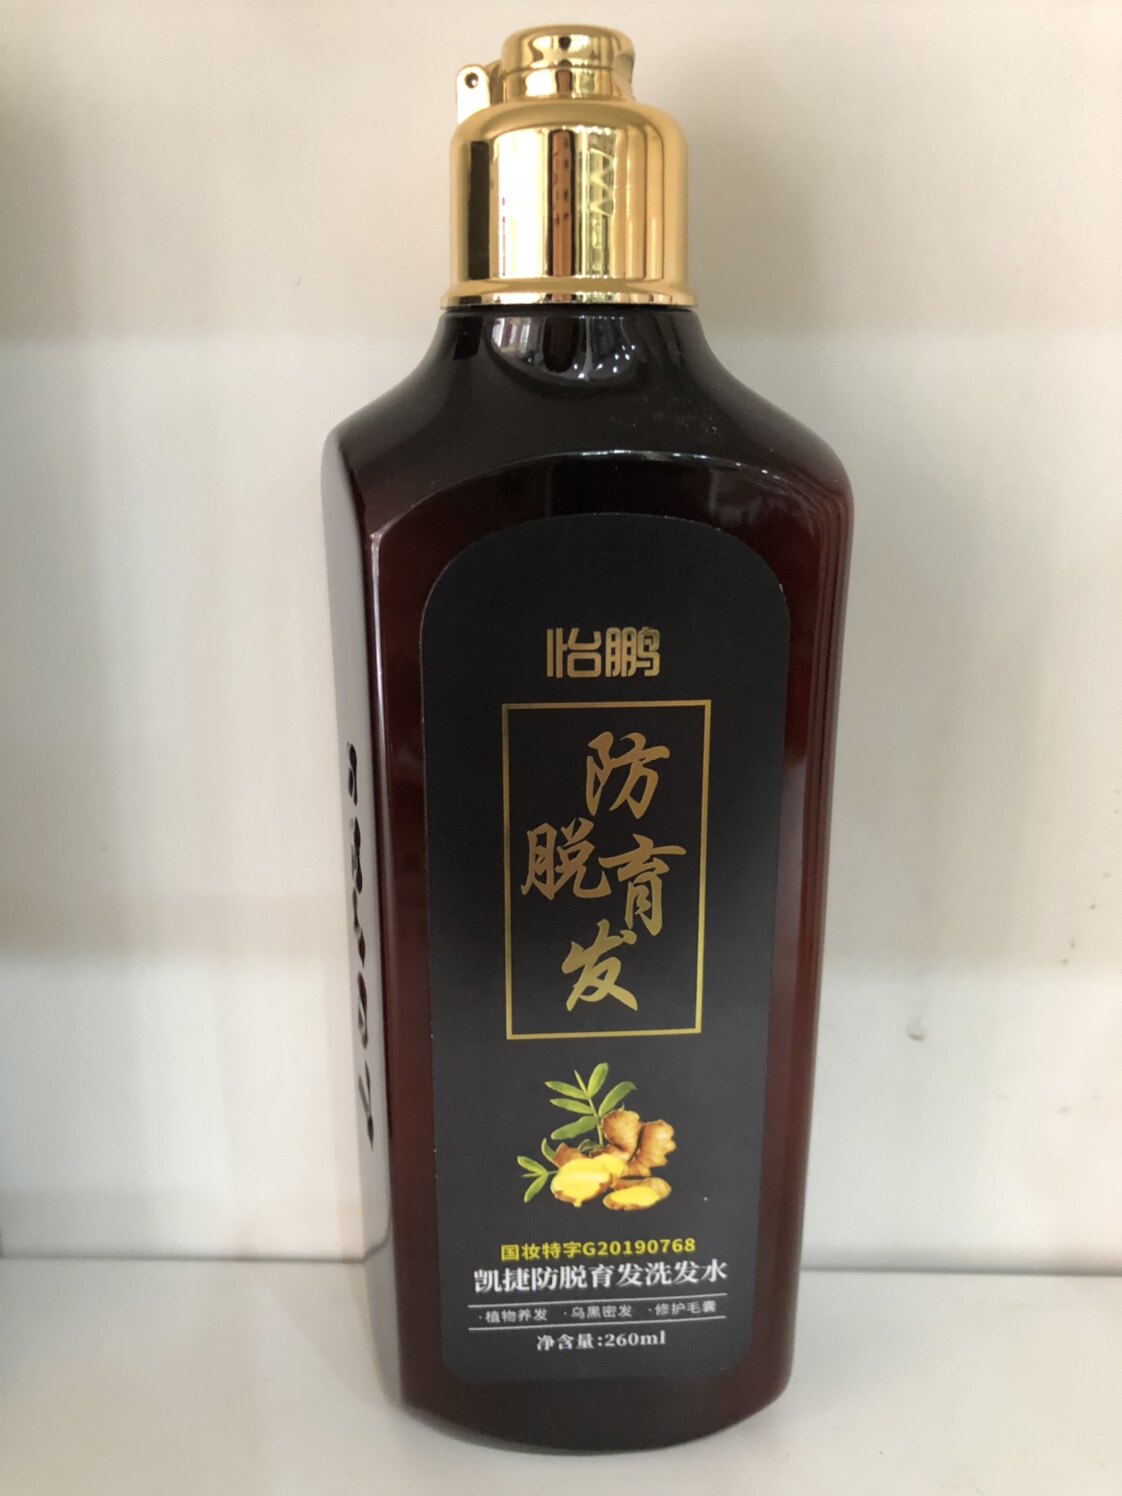 怡鹏
防
脱育
发
国妆特字G20190768
凯捷防脱育发洗发水
·植物养发 ·乌黑密发 ·修护毛囊
净含量:260ml